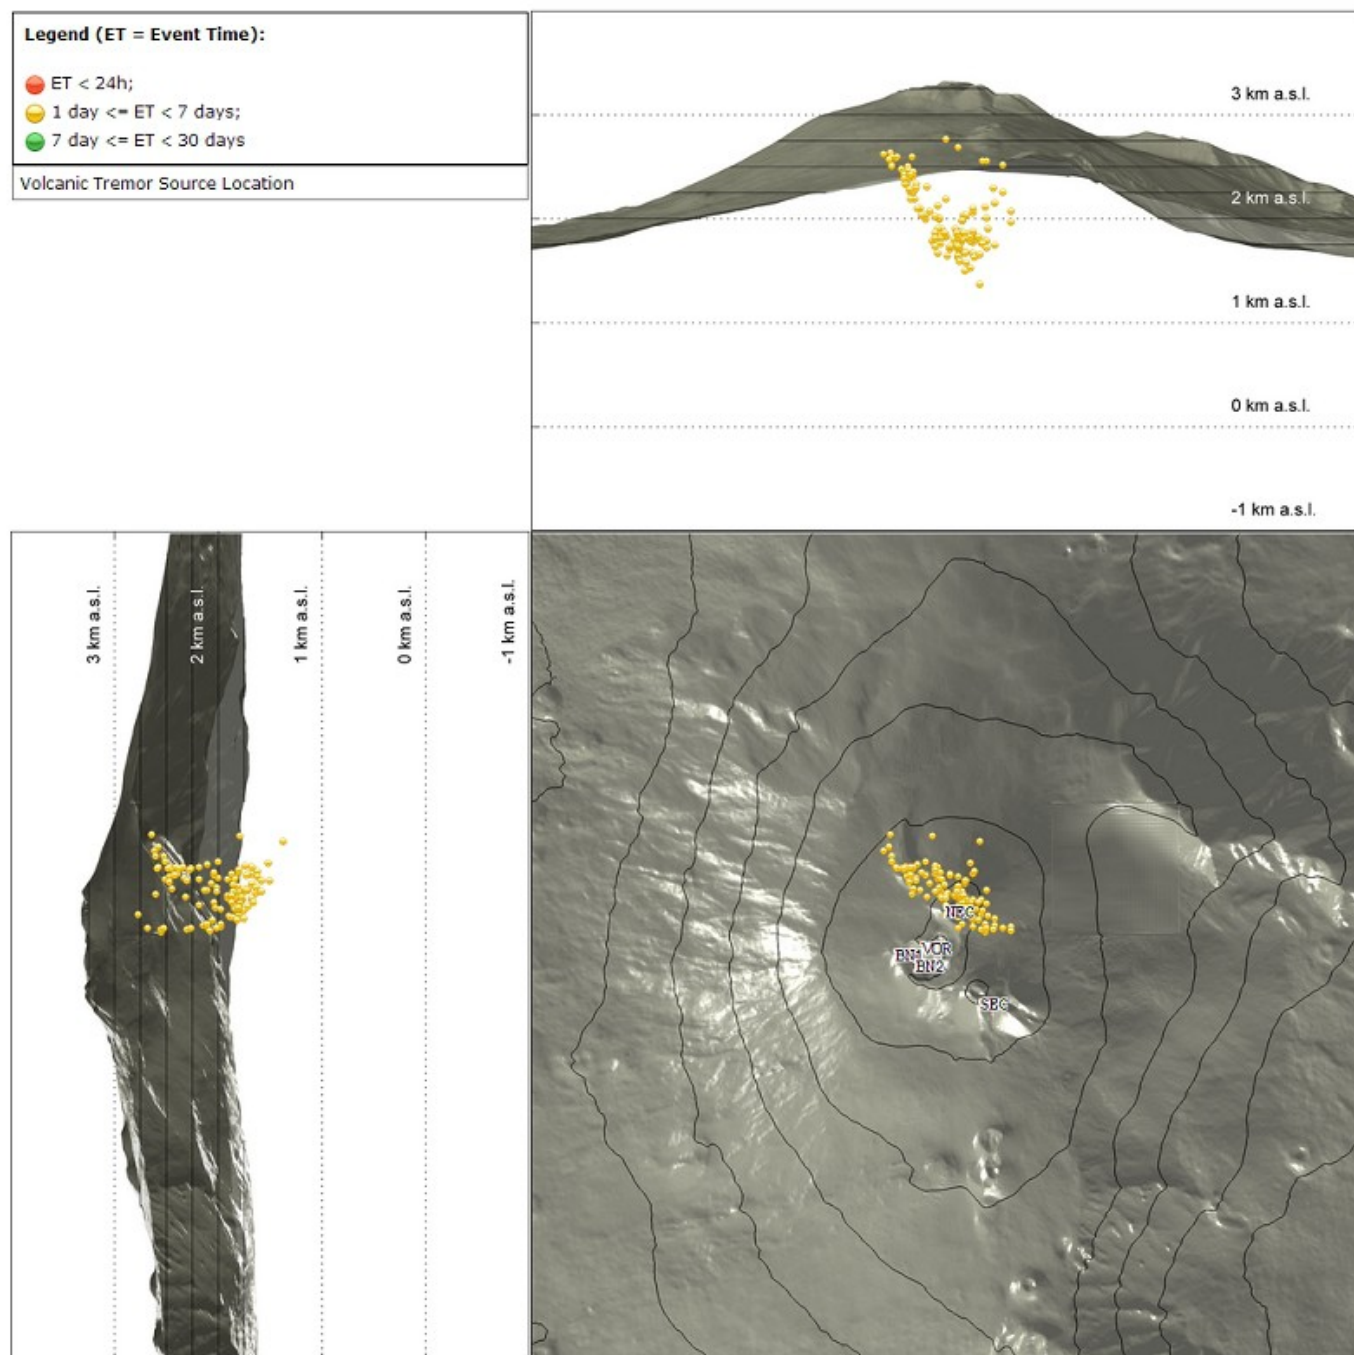 Legend (ET = Event Time):
ET < 24h;
1 day <= ET < 7 days;
7 day <= ET < 30 days
Volcanic Tremor Source Location
3 km a.s.l.
2 km a.s.l.
1 km a.s.l.
0 km a.s.l.
-1 km a.s.l.
3 km a.s.l.
2 km a.s.l.
1 km a.s.l.
0 km a.s.l.
-1 km a.s.l.
NEC
VOR
BN1
BN2
SEC